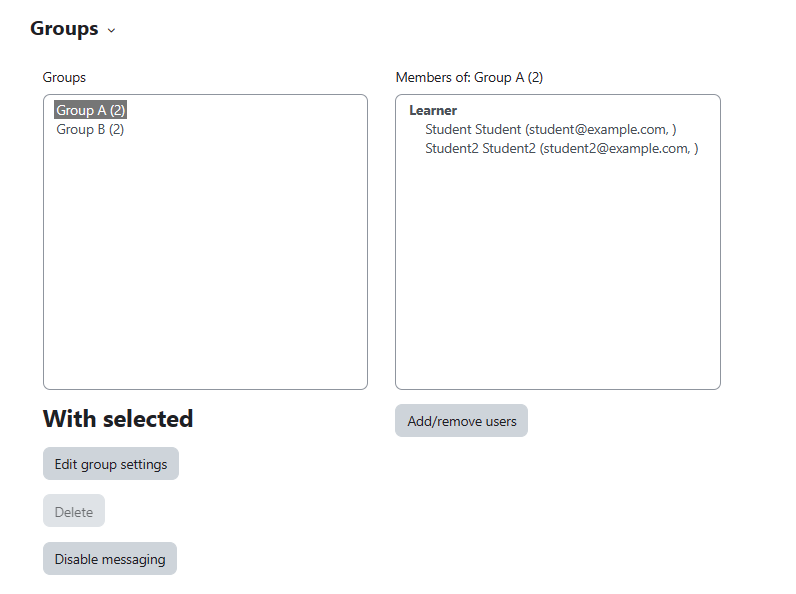 Groups
Groups
Group A (2)
Group B (2)
Members of: Group A (2)
Learner
Student Student (student@example.com, )
Student2 Student2 (student2@example.com, )
Add/remove users
With selected
Edit group settings
Delete
Disable messaging